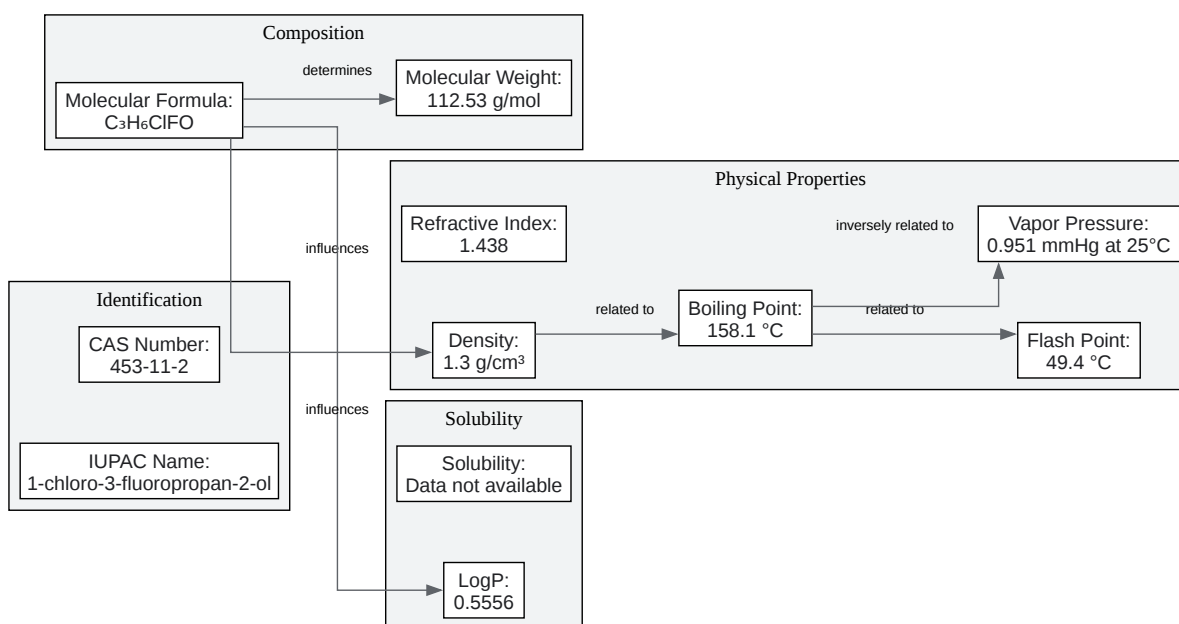 Composition
determines
Molecular Formula:
C₃H₆ClFO
Molecular Weight:
112.53 g/mol
Physical Properties
Refractive Index:
1.438
influences
inversely related to
Vapor Pressure:
0.951 mmHg at 25°C
Density:
1.3 g/cm³
related to
Boiling Point:
158.1 °C
related to
Flash Point:
49.4 °C
Identification
CAS Number:
453-11-2
IUPAC Name:
1-chloro-3-fluoropropan-2-ol
influences
Solubility
Solubility:
Data not available
LogP:
0.5556